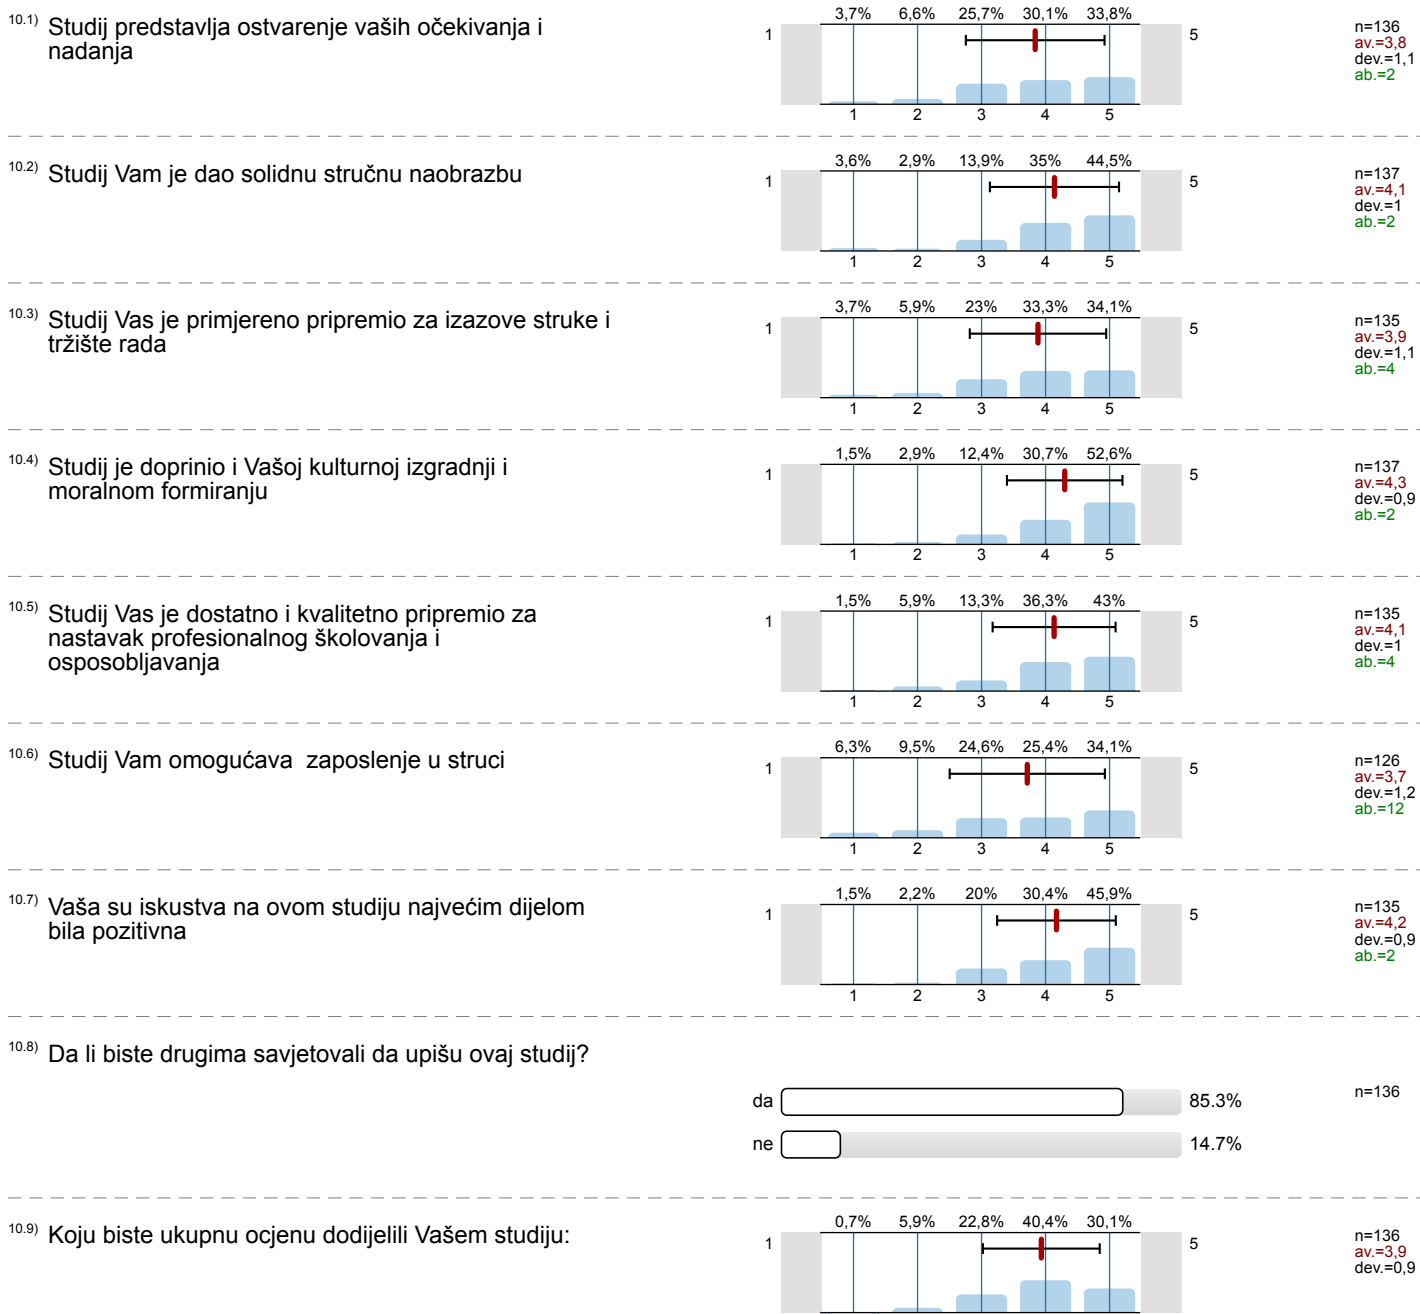 10.1) Studij predstavlja ostvarenje vaših očekivanja i
nadanja
3,7% 6,6% 25,7% 30,1% 33,8%
1 5
1 2 3 4 5
n=136
av.=3,8
dev.=1,1
ab.=2
10.2) Studij Vam je dao solidnu stručnu naobrazbu
3,6% 2,9% 13,9% 35% 44,5%
1 5
1 2 3 4 5
n=137
av.=4,1
dev.=1
ab.=2
10.3) Studij Vas je primjereno pripremio za izazove struke i
tržište rada
3,7% 5,9% 23% 33,3% 34,1%
1 5
1 2 3 4 5
n=135
av.=3,9
dev.=1,1
ab.=4
10.4) Studij je doprinio i Vašoj kulturnoj izgradnji i
moralnom formiranju
1,5% 2,9% 12,4% 30,7% 52,6%
1 5
1 2 3 4 5
n=137
av.=4,3
dev.=0,9
ab.=2
10.5) Studij Vas je dostatno i kvalitetno pripremio za
nastavak profesionalnog školovanja i
osposobljavanja
1,5% 5,9% 13,3% 36,3% 43%
1 5
1 2 3 4 5
n=135
av.=4,1
dev.=1
ab.=4
10.6) Studij Vam omogućava zaposlenje u struci
6,3% 9,5% 24,6% 25,4% 34,1%
1 5
1 2 3 4 5
n=126
av.=3,7
dev.=1,2
ab.=12
10.7) Vaša su iskustva na ovom studiju najvećim dijelom
bila pozitivna
1,5% 2,2% 20% 30,4% 45,9%
1 5
1 2 3 4 5
n=135
av.=4,2
dev.=0,9
ab.=2
10.8) Da li biste drugima savjetovali da upišu ovaj studij?
da 85.3%
ne 14.7%
n=136
10.9) Koju biste ukupnu ocjenu dodijelili Vašem studiju:
0,7% 5,9% 22,8% 40,4% 30,1%
1 5
n=136
av.=3,9
dev.=0,9